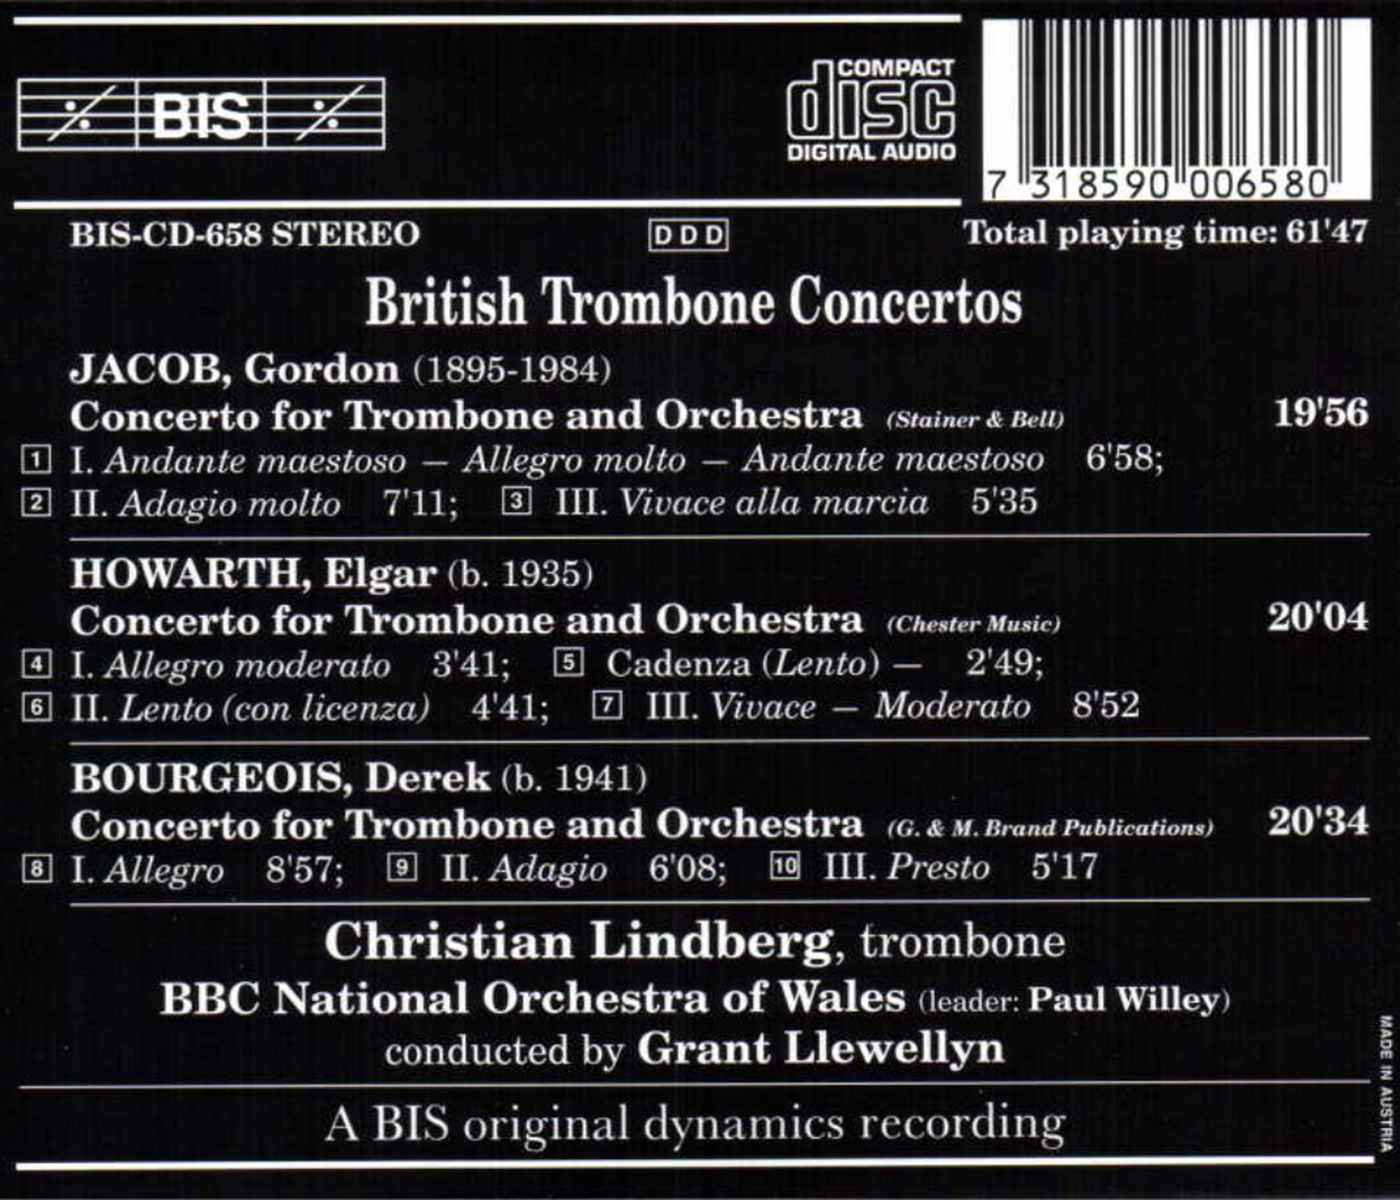 BIS
COMPACT
disc
DIGITAL AUDIO
7 318590 006580
BIS-CD-658 STEREO DDD Total playing time: 61'47
British Trombone Concertos
JACOB, Gordon (1895-1984)
Concerto for Trombone and Orchestra (Stainer & Bell) 19'56
1 I. Andante maestoso — Allegro molto — Andante maestoso 6'58;
2 II. Adagio molto 7'11; 3 III. Vivace alla marcia 5'35
HOWARTH, Elgar (b. 1935)
Concerto for Trombone and Orchestra (Chester Music) 20'04
4 I. Allegro moderato 3'41; 5 Cadenza (Lento) — 2'49;
6 II. Lento (con licenza) 4'41; 7 III. Vivace — Moderato 8'52
BOURGEOIS, Derek (b. 1941)
Concerto for Trombone and Orchestra (G. & M. Brand Publications) 20'34
8 I. Allegro 8'57; 9 II. Adagio 6'08; 10 III. Presto 5'17
Christian Lindberg, trombone
BBC National Orchestra of Wales (leader: Paul Willey)
conducted by Grant Llewellyn
A BIS original dynamics recording
MADE IN AUSTRIA